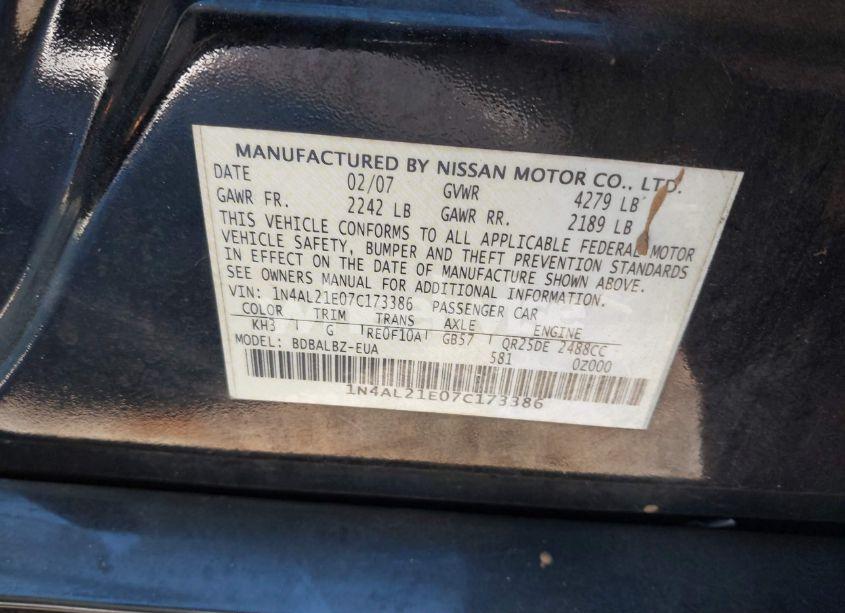 MANUFACTURED BY NISSAN MOTOR CO., LTD.
DATE 02/07 GVWR 4279 LB
GAWR FR. 2242 LB GAWR RR. 2189 LB
THIS VEHICLE CONFORMS TO ALL APPLICABLE FEDERAL MOTOR
VEHICLE SAFETY, BUMPER AND THEFT PREVENTION STANDARDS
IN EFFECT ON THE DATE OF MANUFACTURE SHOWN ABOVE.
SEE OWNERS MANUAL FOR ADDITIONAL INFORMATION.
VIN: 1N4AL21E07C173386 PASSENGER CAR
COLOR TRIM TRANS AXLE ENGINE
KH3 G RE0F10A GB57 QR25DE 2488CC
MODEL: BDBALBZ-EUA 581 0Z000
1N4AL21E07C173386